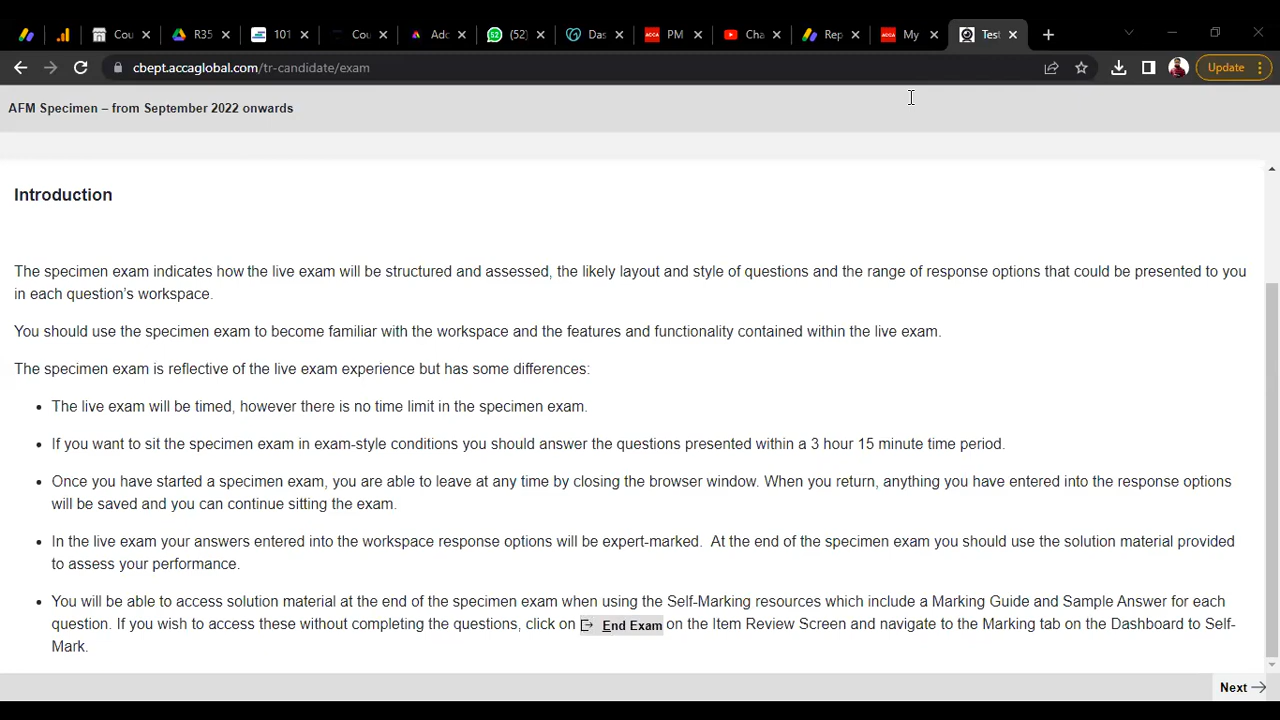 Cou
R35
101
Cou
Adc
(52)
Das
PM
Cha
Rep
My
Test
cbept.accaglobal.com/tr-candidate/exam
Update
AFM Specimen – from September 2022 onwards
Introduction
The specimen exam indicates how the live exam will be structured and assessed, the likely layout and style of questions and the range of response options that could be presented to you
in each question's workspace.
You should use the specimen exam to become familiar with the workspace and the features and functionality contained within the live exam.
The specimen exam is reflective of the live exam experience but has some differences:
• The live exam will be timed, however there is no time limit in the specimen exam.
• If you want to sit the specimen exam in exam-style conditions you should answer the questions presented within a 3 hour 15 minute time period.
• Once you have started a specimen exam, you are able to leave at any time by closing the browser window. When you return, anything you have entered into the response options
will be saved and you can continue sitting the exam.
• In the live exam your answers entered into the workspace response options will be expert-marked. At the end of the specimen exam you should use the solution material provided
to assess your performance.
• You will be able to access solution material at the end of the specimen exam when using the Self-Marking resources which include a Marking Guide and Sample Answer for each
question. If you wish to access these without completing the questions, click on End Exam on the Item Review Screen and navigate to the Marking tab on the Dashboard to Self-
Mark.
Next